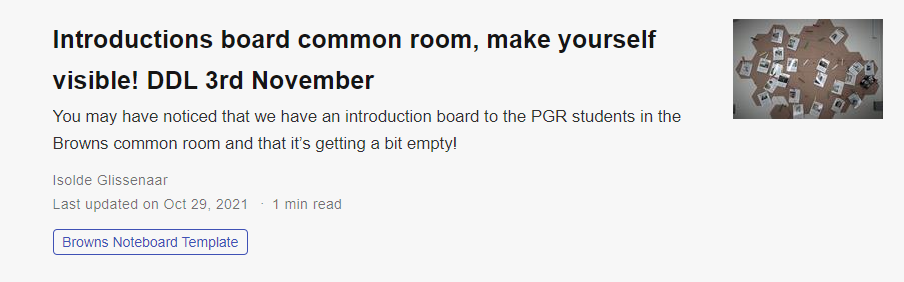 Introductions board common room, make yourself
visible! DDL 3rd November
You may have noticed that we have an introduction board to the PGR students in the
Browns common room and that it’s getting a bit empty!
Isolde Glissenaar
Last updated on Oct 29, 2021 · 1 min read
Browns Noteboard Template